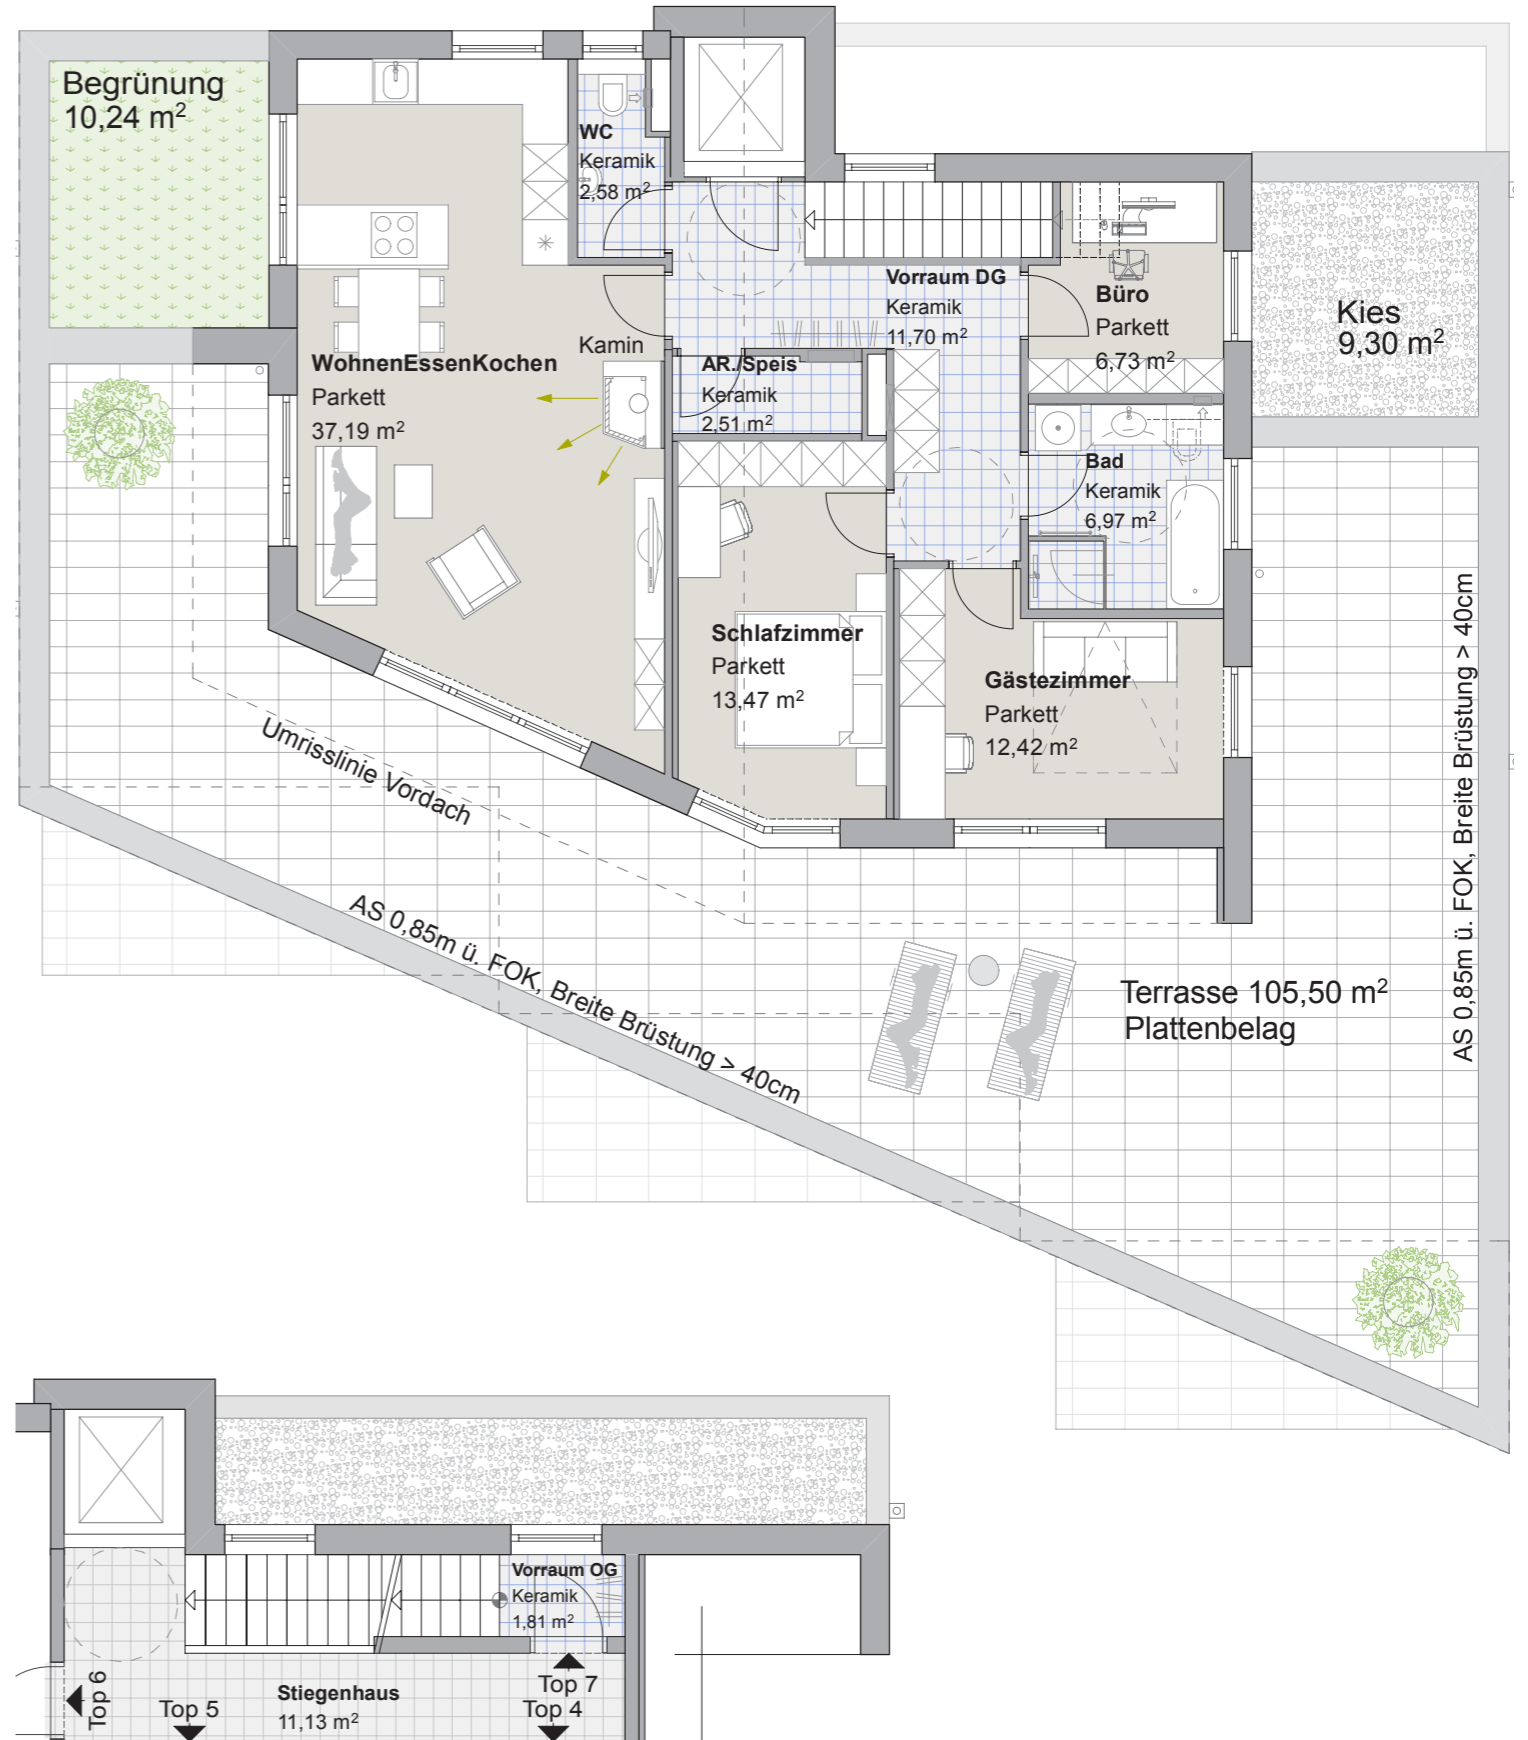 Begrünung
10,24 m²
WC
Keramik
2,58 m²
Vorraum DG
Keramik
11,70 m²
Büro
Parkett
6,73 m²
Kies
9,30 m²
WohnenEssenKochen
Parkett
37,19 m²
Kamin
AR./Speis
Keramik
2,51 m²
Bad
Keramik
6,97 m²
Schlafzimmer
Parkett
13,47 m²
Gästezimmer
Parkett
12,42 m²
Umrisslinie Vordach
AS 0,85m ü. FOK, Breite Brüstung > 40cm
AS 0,85m ü. FOK, Breite Brüstung > 40cm
Terrasse 105,50 m²
Plattenbelag
Vorraum OG
Keramik
1,81 m²
Top 6
Top 5
Stiegenhaus
11,13 m²
Top 7
Top 4